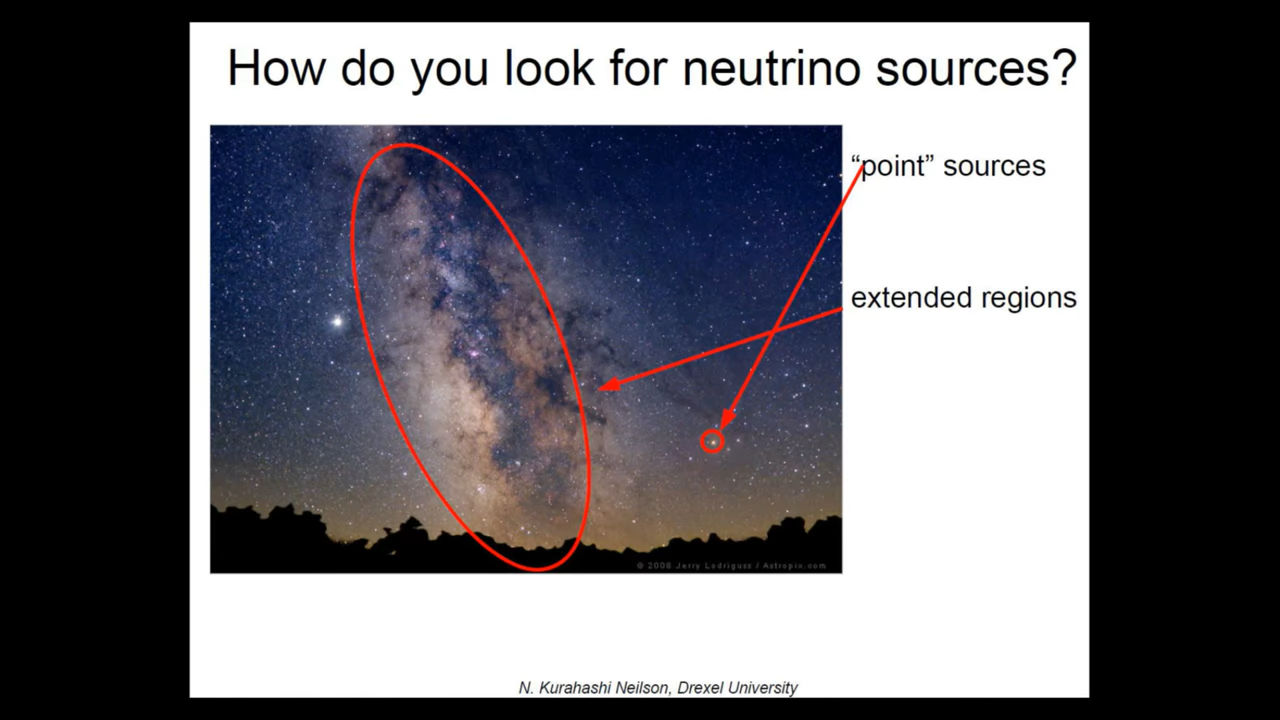 How do you look for neutrino sources?
“point” sources
extended regions
© 2008 Jerry Lodriguss / Astropix.com
N. Kurahashi Neilson, Drexel University